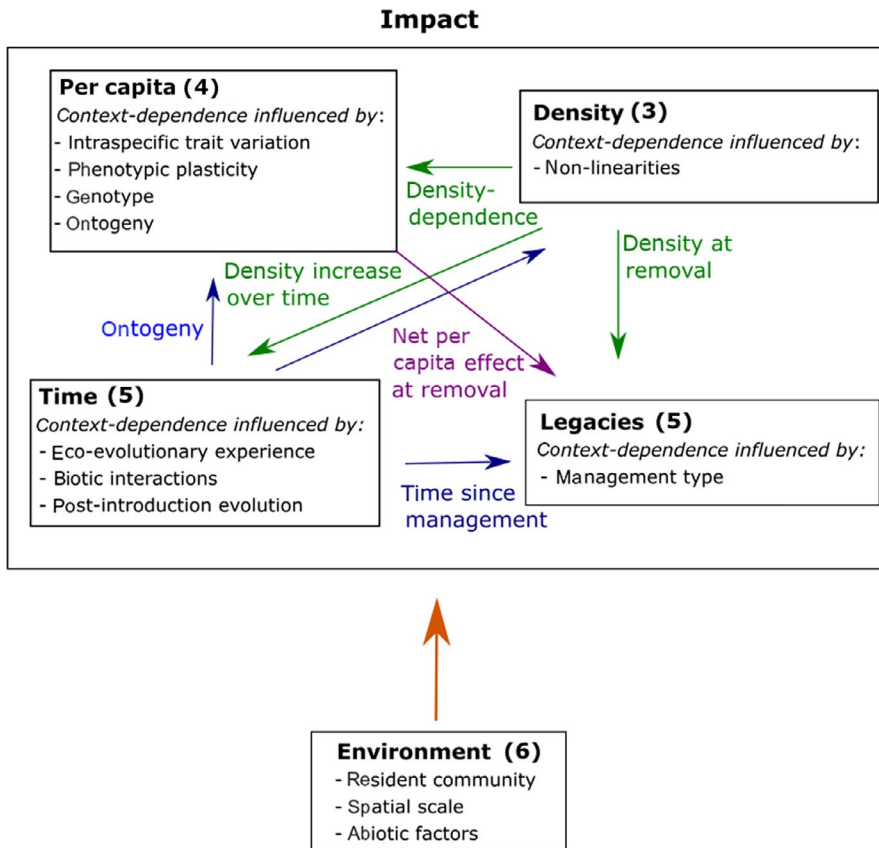 Impact
Per capita (4)
Context-dependence influenced by:
- Intraspecific trait variation
- Phenotypic plasticity
- Genotype
- Ontogeny
Density (3)
Context-dependence influenced by:
- Non-linearities
Density-
dependence
Density at
removal
Density increase
over time
Ontogeny
Net per
capita effect
at removal
Time (5)
Context-dependence influenced by:
- Eco-evolutionary experience
- Biotic interactions
- Post-introduction evolution
Time since
management
Legacies (5)
Context-dependence influenced by:
- Management type
Environment (6)
- Resident community
- Spatial scale
- Abiotic factors